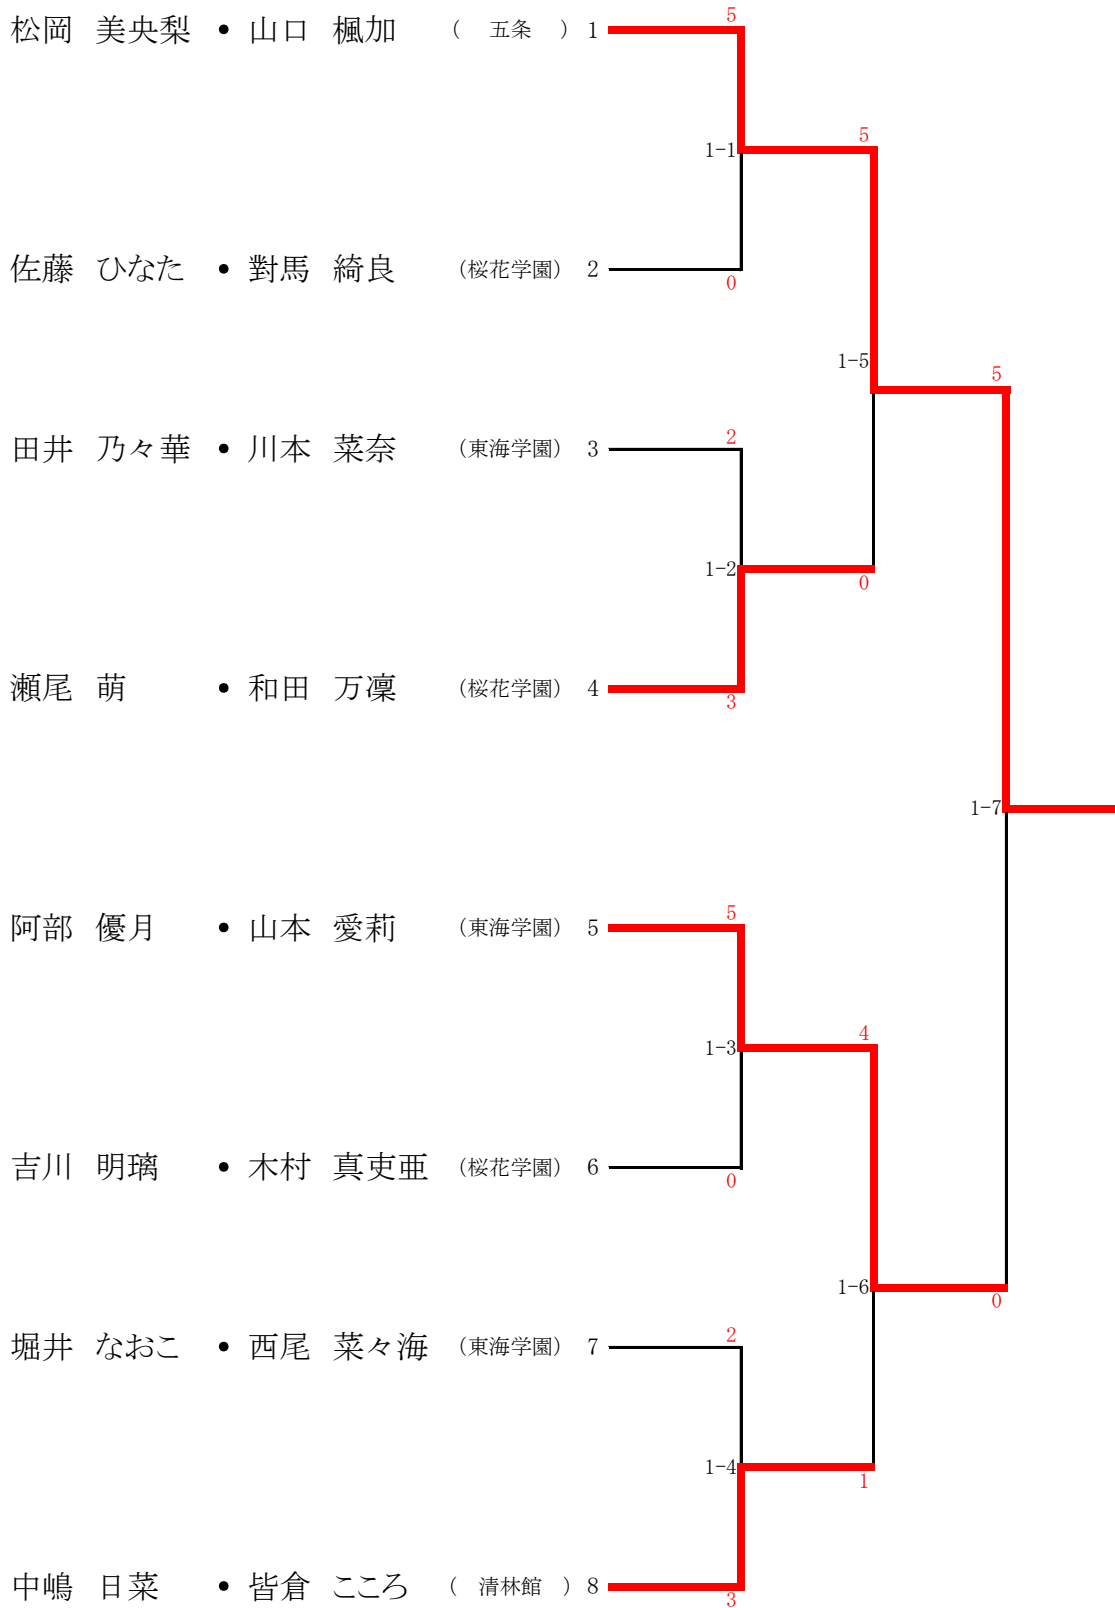 5
松岡 美央梨 • 山口 楓加 ( 五条 ) 1
5
1-1
佐藤 ひなた • 對馬 綺良 (桜花学園) 2
0
1-5
5
2
田井 乃々華 • 川本 菜奈 (東海学園) 3
1-2
0
瀬尾 萌 • 和田 万凜 (桜花学園) 4
3
1-7
5
阿部 優月 • 山本 愛莉 (東海学園) 5
4
1-3
吉川 明璃 • 木村 真吏亜 (桜花学園) 6
0
1-6
0
2
堀井 なおこ • 西尾 菜々海 (東海学園) 7
1-4
1
中嶋 日菜 • 皆倉 こころ ( 清林館 ) 8
3